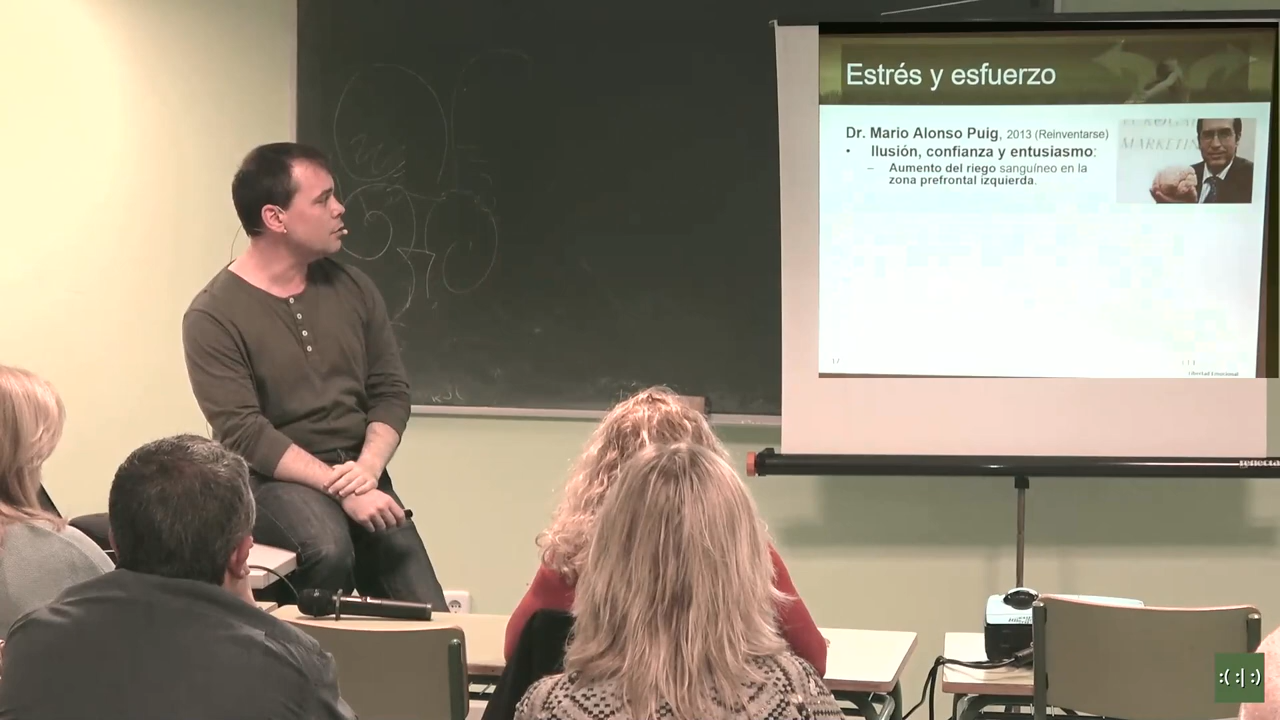 Estrés y esfuerzo
Dr. Mario Alonso Puig, 2013 (Reinventarse)
• Ilusión, confianza y entusiasmo:
– Aumento del riego sanguíneo en la
zona prefrontal izquierda.
MARKETIN
17
Libertad Emocional
:( :| :)